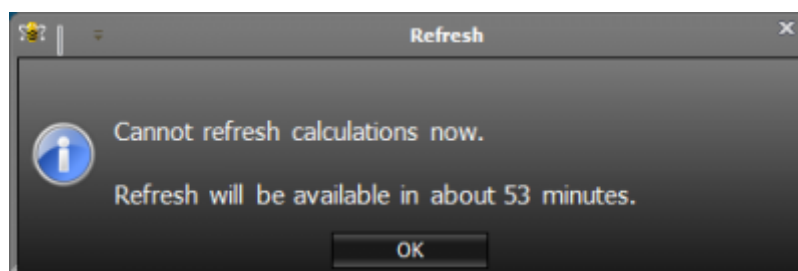 Refresh
Cannot refresh calculations now.
Refresh will be available in about 53 minutes.
OK